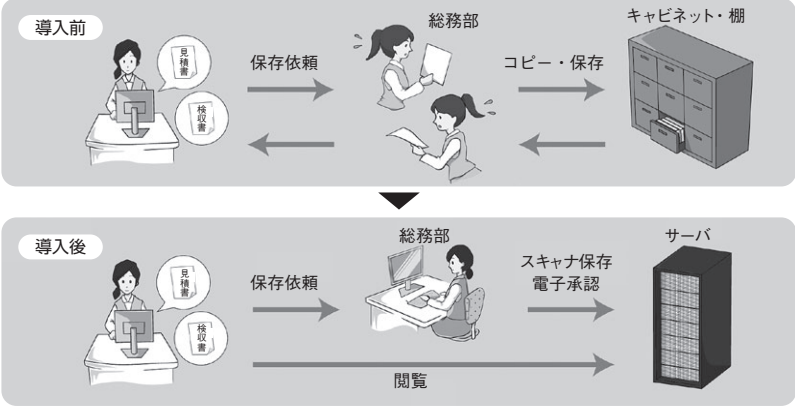 導入前
見積書
検収書
保存依頼
総務部
コピー・保存
キャビネット・棚
導入後
見積書
検収書
保存依頼
総務部
スキャナ保存
電子承認
サーバ
閲覧